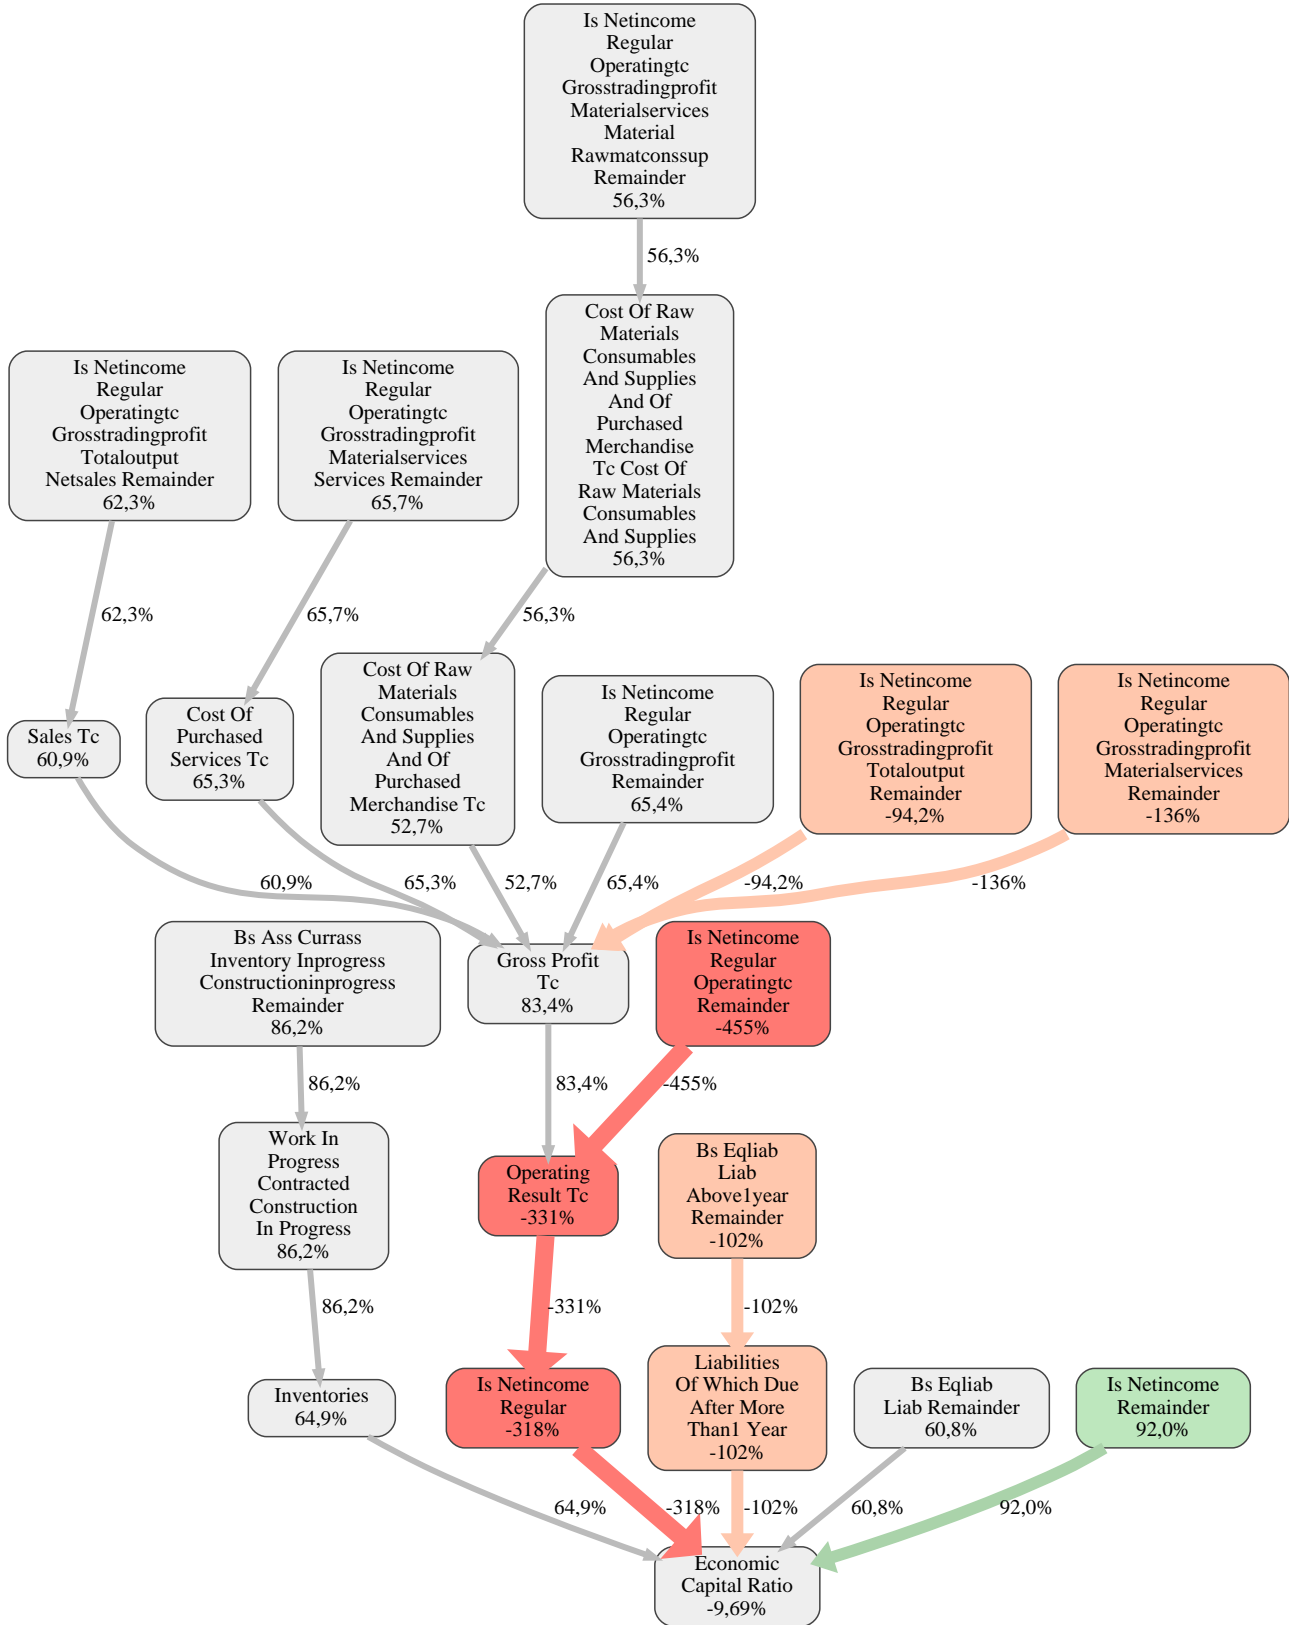 Is Netincome
Regular
Operatingtc
Grosstradingprofit
Materialservices
Material
Rawmatconssup
Remainder
56,3%
56,3%
Cost Of Raw
Materials
Consumables
And Supplies
And Of
Purchased
Merchandise
Tc Cost Of
Raw Materials
Consumables
And Supplies
56,3%
Is Netincome
Regular
Operatingtc
Grosstradingprofit
Totaloutput
Netsales Remainder
62,3%
Is Netincome
Regular
Operatingtc
Grosstradingprofit
Materialservices
Services Remainder
65,7%
62,3%
65,7%
56,3%
Sales Tc
60,9%
Cost Of
Purchased
Services Tc
65,3%
Cost Of Raw
Materials
Consumables
And Supplies
And Of
Purchased
Merchandise Tc
52,7%
Is Netincome
Regular
Operatingtc
Grosstradingprofit
Remainder
65,4%
Is Netincome
Regular
Operatingtc
Grosstradingprofit
Totaloutput
Remainder
-94,2%
Is Netincome
Regular
Operatingtc
Grosstradingprofit
Materialservices
Remainder
-136%
60,9%
65,3%
52,7%
65,4%
-94,2%
-136%
Bs Ass Currass
Inventory Inprogress
Constructioninprogress
Remainder
86,2%
Gross Profit
Tc
83,4%
Is Netincome
Regular
Operatingtc
Remainder
-455%
86,2%
83,4%
-455%
Work In
Progress
Contracted
Construction
In Progress
86,2%
Operating
Result Tc
-331%
Bs Eqliab
Liab
Above1year
Remainder
-102%
86,2%
-331%
-102%
Inventories
64,9%
Is Netincome
Regular
-318%
Liabilities
Of Which Due
After More
Than1 Year
-102%
Bs Eqliab
Liab Remainder
60,8%
Is Netincome
Remainder
92,0%
64,9%
-318%
-102%
60,8%
92,0%
Economic
Capital Ratio
-9,69%